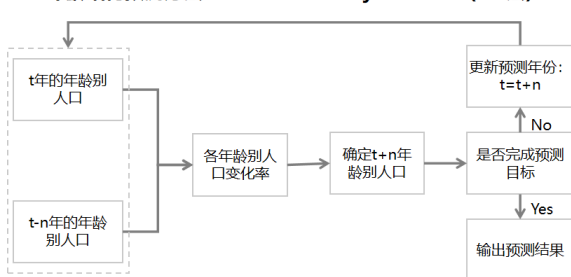 t年的年龄别
人口
t-n年的年龄
别人口
各年龄别人
口变化率
确定t+n年
龄别人口
是否完成预测
目标
更新预测年份：
t=t+n
No
Yes
输出预测结果